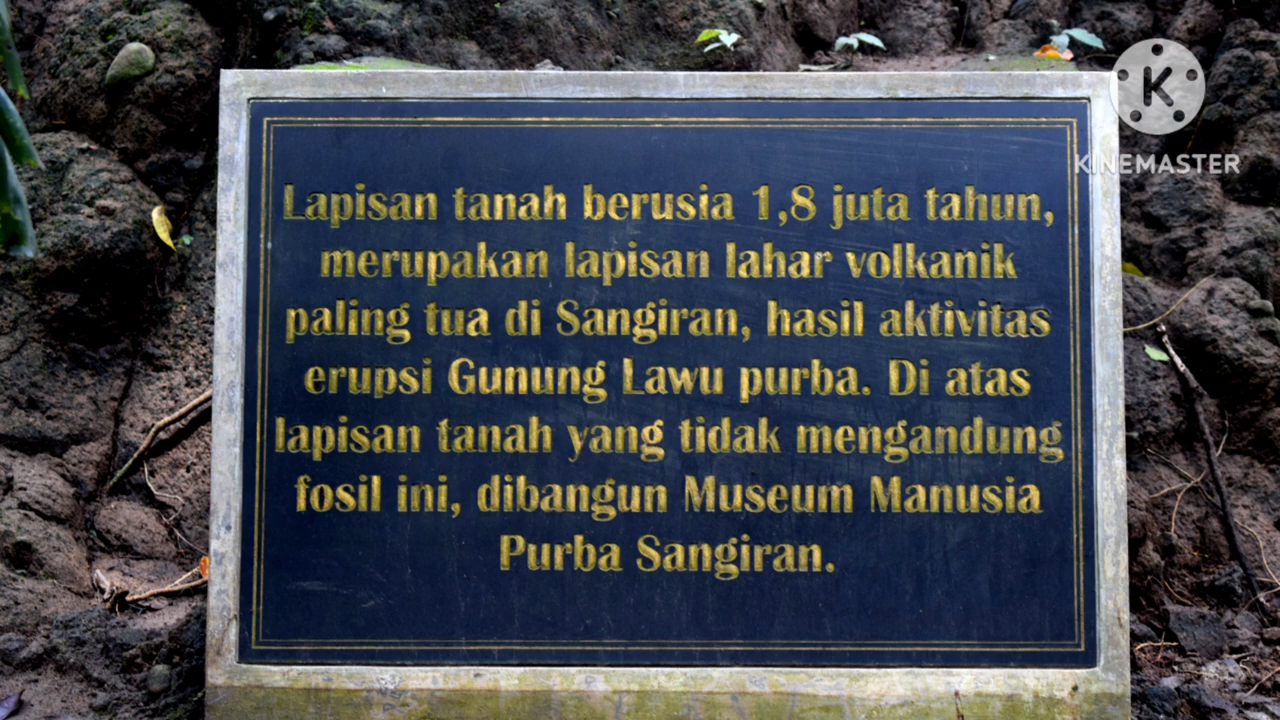 K
KINEMASTER
Lapisan tanah berusia 1,8 juta tahun,
merupakan lapisan lahar volkanik
paling tua di Sangiran, hasil aktivitas
erupsi Gunung Lawu purba. Di atas
lapisan tanah yang tidak mengandung
fosil ini, dibangun Museum Manusia
Purba Sangiran.